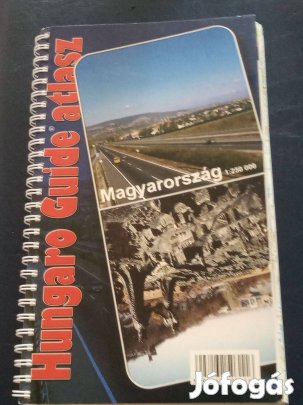 Hungaro Guide® atlasz
Magyarország 1:250 000
Jófogás